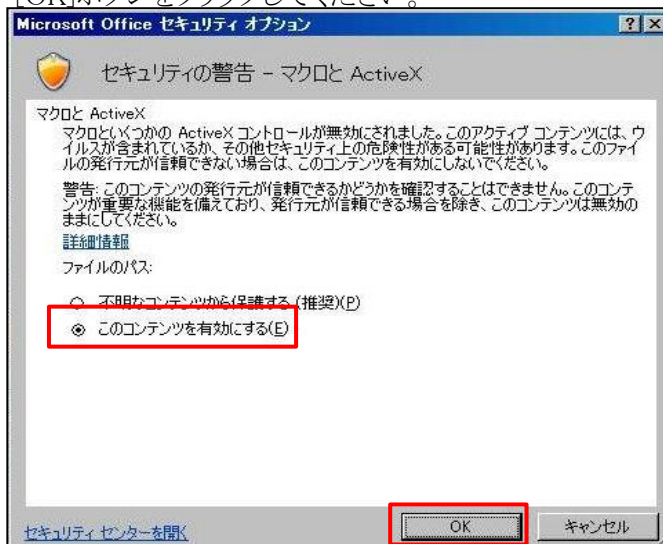 [OK]ボタンをクリックしてください。
Microsoft Office セキュリティ オプション
セキュリティの警告 - マクロと ActiveX
マクロと ActiveX
マクロといくつかの ActiveX コントロールが無効にされました。このアクティブ コンテンツには、ウ
イルスが含まれているか、その他セキュリティ上の危険性がある可能性があります。このファイ
ルの発行元が信頼できない場合は、このコンテンツを有効にしないでください。
警告: このコンテンツの発行元が信頼できるかどうかを確認することはできません。このコンテ
ンツが重要な機能を備えており、発行元が信頼できる場合を除き、このコンテンツは無効の
ままにしてください。
詳細情報
ファイルのパス:
不明なコンテンツから保護する (推奨)(P)
このコンテンツを有効にする(E)
セキュリティ センターを開く
OK
キャンセル